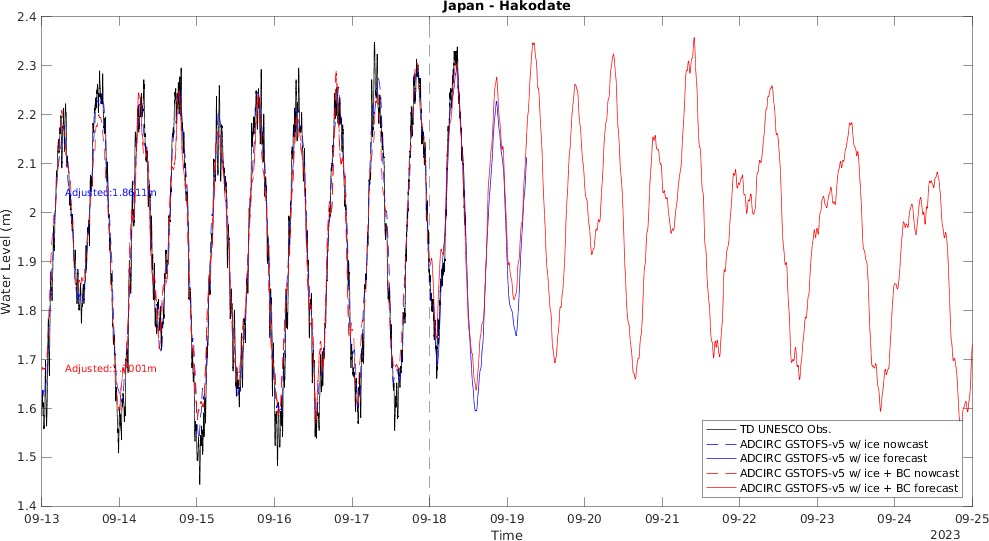 Japan - Hakodate
2.4
2.3
2.2
2.1
2
1.9
1.8
1.7
1.6
1.5
1.4
Water Level (m)
Adjusted:1.8611m
TD UNESCO Obs.
ADCIRC GSTOFS-v5 w/ ice nowcast
ADCIRC GSTOFS-v5 w/ ice forecast
ADCIRC GSTOFS-v5 w/ ice + BC nowcast
ADCIRC GSTOFS-v5 w/ ice + BC forecast
09-13 09-14 09-15 09-16 09-17 09-18 09-19 09-20 09-21 09-22 09-23 09-24 09-25
Time
2023